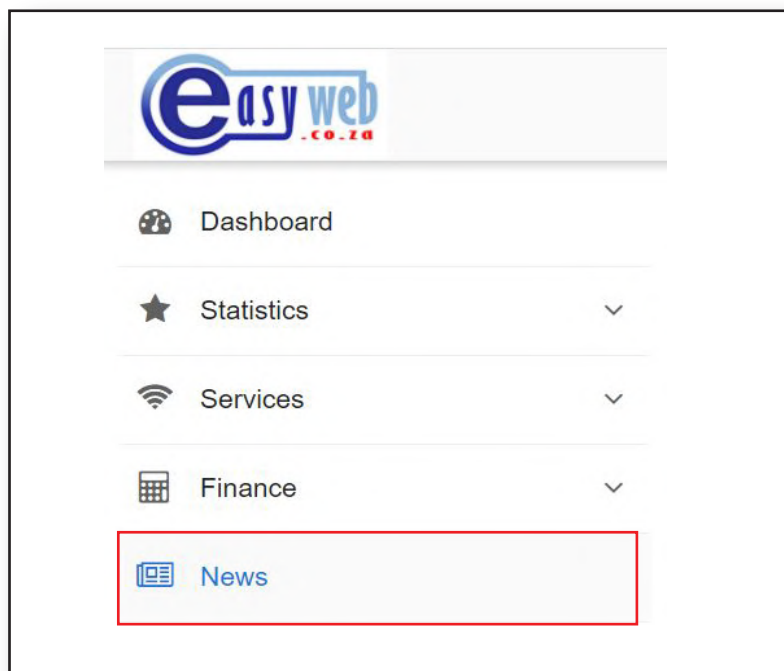 easy web
.co.za
Dashboard
Statistics
Services
Finance
News